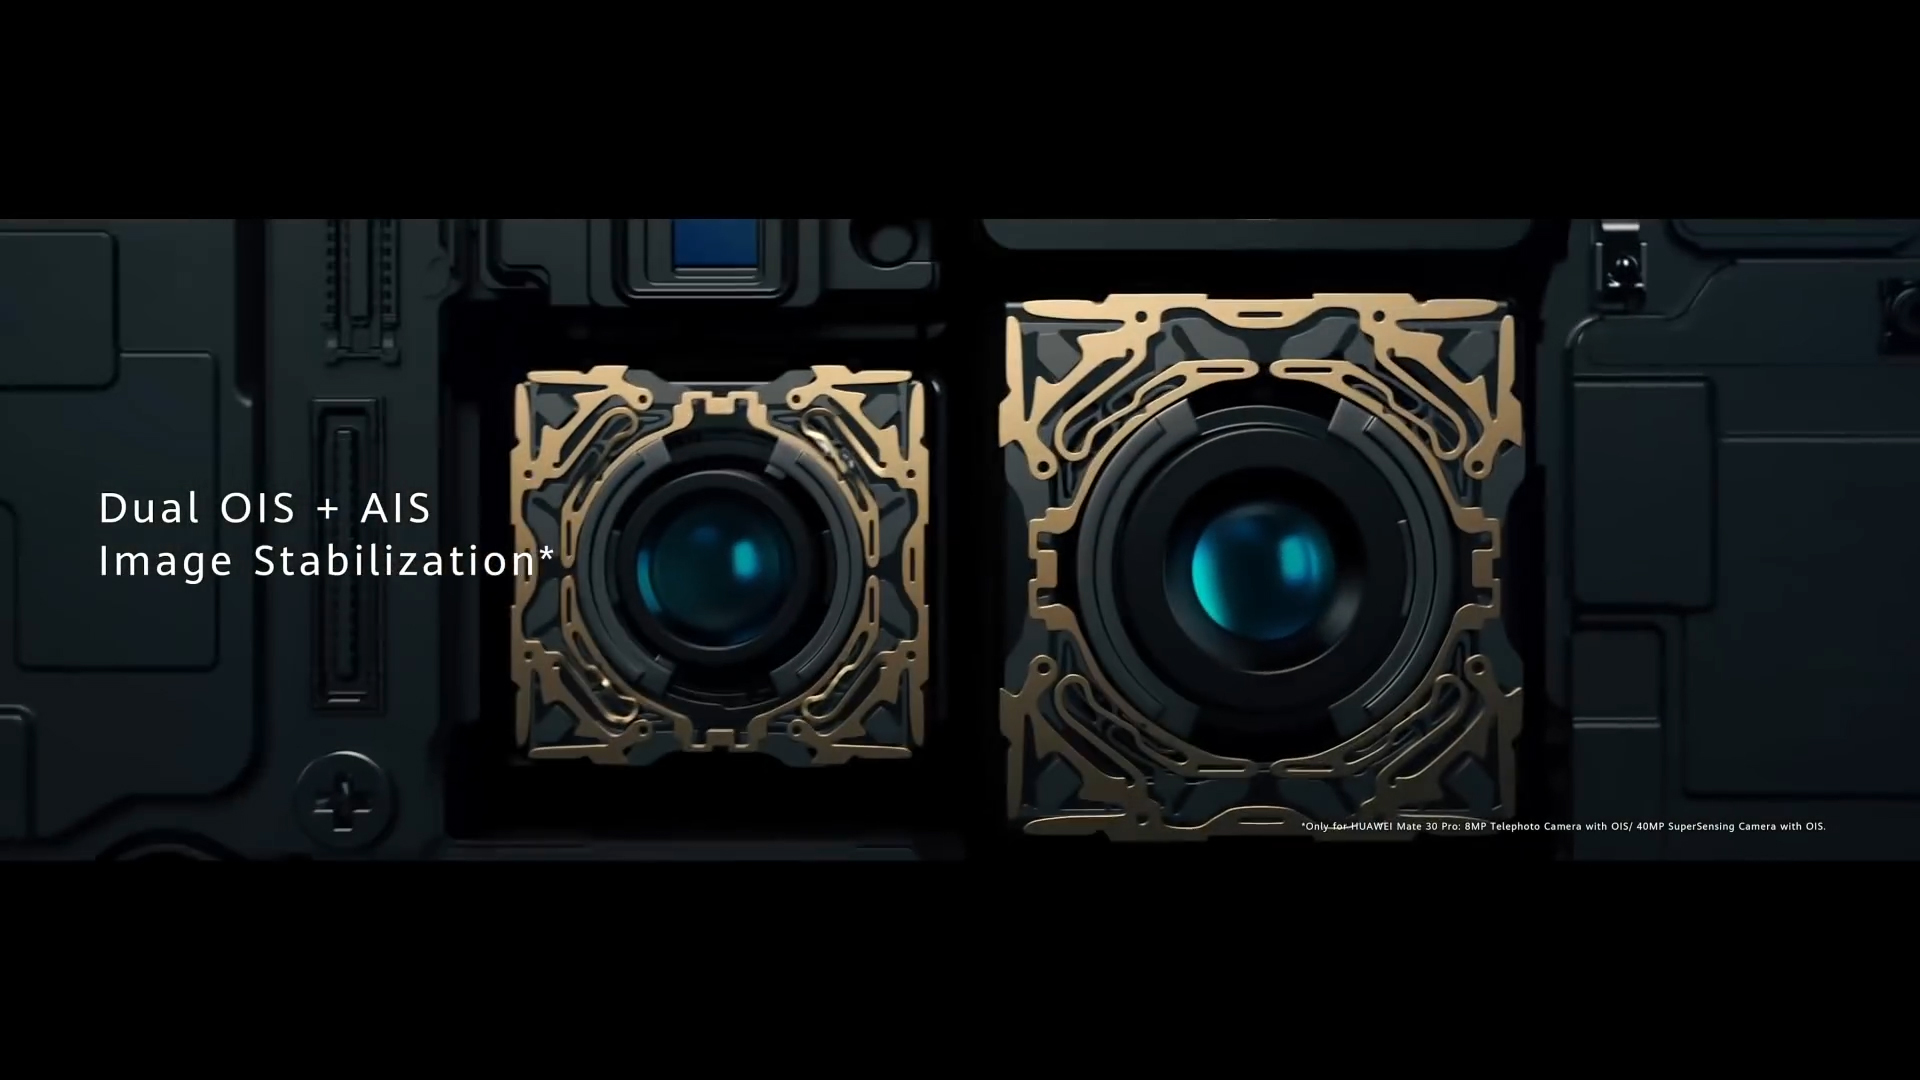 Dual OIS + AIS
Image Stabilization*
*Only for HUAWEI Mate 30 Pro: 8MP Telephoto Camera with OIS/ 40MP SuperSensing Camera with OIS.